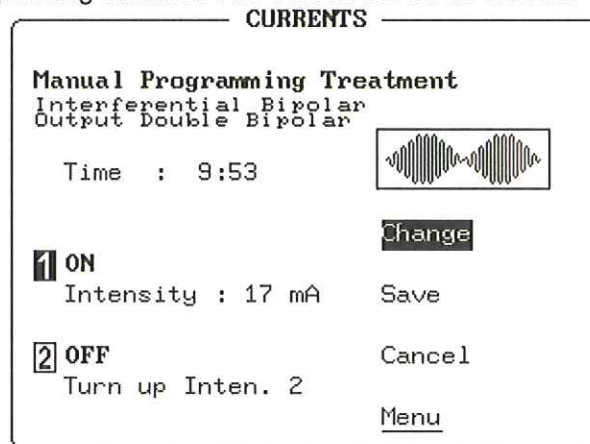 CURRENTS
Manual Programming Treatment
Interferential Bipolar
Output Double Bipolar
Time : 9:53
Change
1 ON
Intensity : 17 mA
Save
2 OFF
Cancel
Turn up Inten. 2
Menu